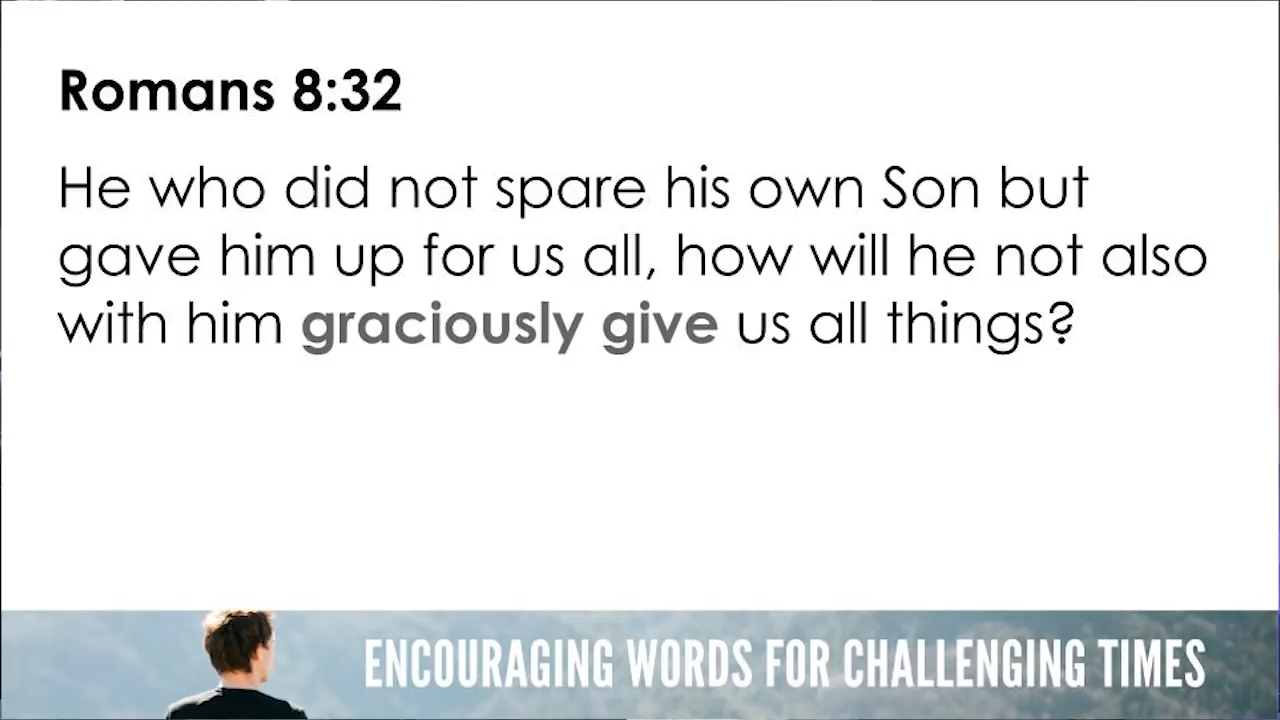 Romans 8:32
He who did not spare his own Son but
gave him up for us all, how will he not also
with him graciously give us all things?
ENCOURAGING WORDS FOR CHALLENGING TIMES